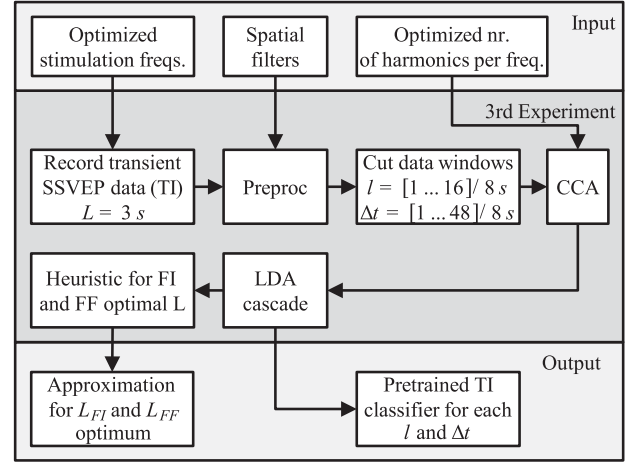 Input
Optimized
stimulation freqs.
Spatial
filters
Optimized nr.
of harmonics per freq.
3rd Experiment
Record transient
SSVEP data (TI)
L = 3 s
Preproc
Cut data windows
l = [1 ... 16]/ 8 s
Δt = [1 ... 48]/ 8 s
CCA
Heuristic for FI
and FF optimal L
LDA
cascade
Output
Approximation
for L_FI and L_FF
optimum
Pretrained TI
classifier for each
l and Δt